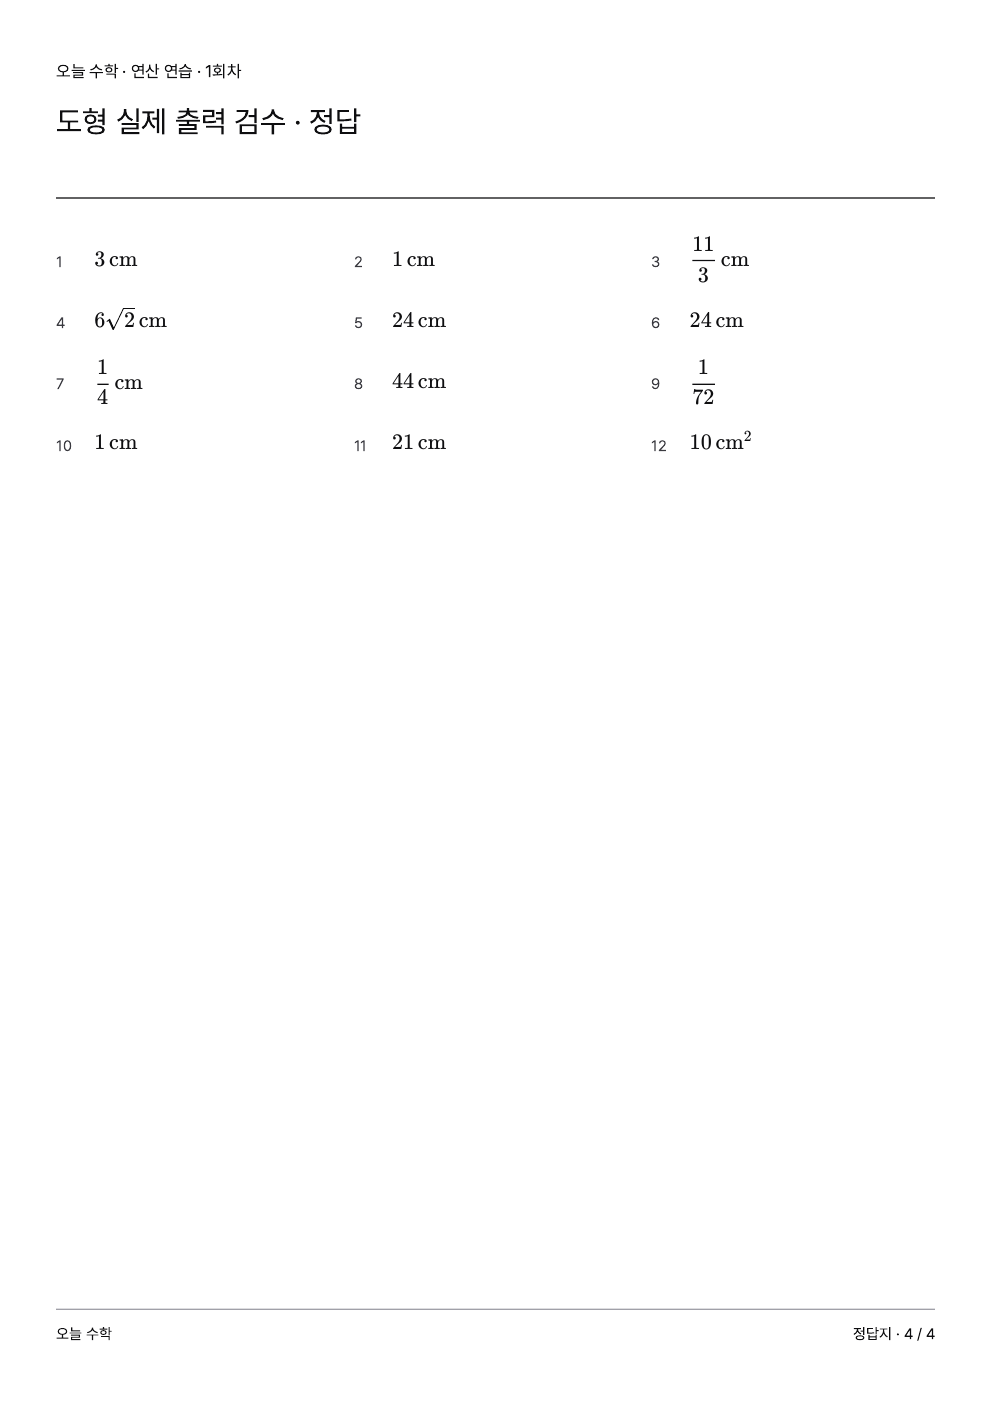 오늘 수학 · 연산 연습 · 1회차
도형 실제 출력 검수 · 정답
1 3 cm 2 1 cm 3 11/3 cm
4 6√2 cm 5 24 cm 6 24 cm
7 1/4 cm 8 44 cm 9 1/72
10 1 cm 11 21 cm 12 10 cm²
오늘 수학 정답지 · 4 / 4